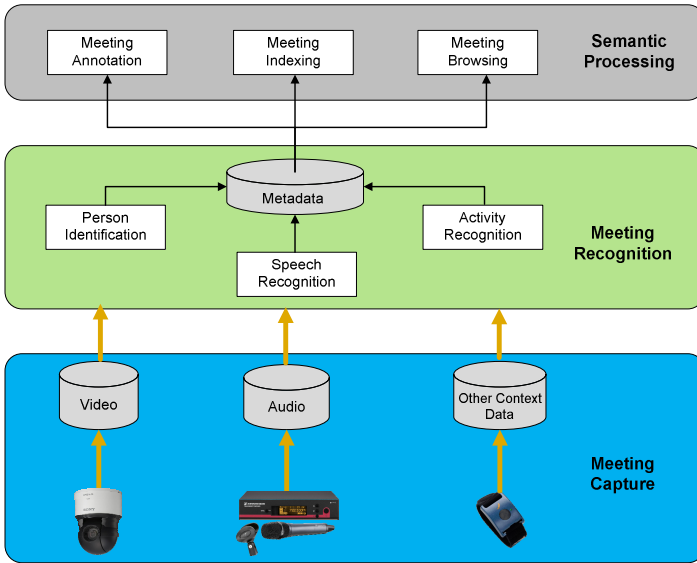 Meeting
Annotation
Meeting
Indexing
Meeting
Browsing
Semantic
Processing
Metadata
Person
Identification
Activity
Recognition
Speech
Recognition
Meeting
Recognition
Video
Audio
Other Context
Data
Meeting
Capture